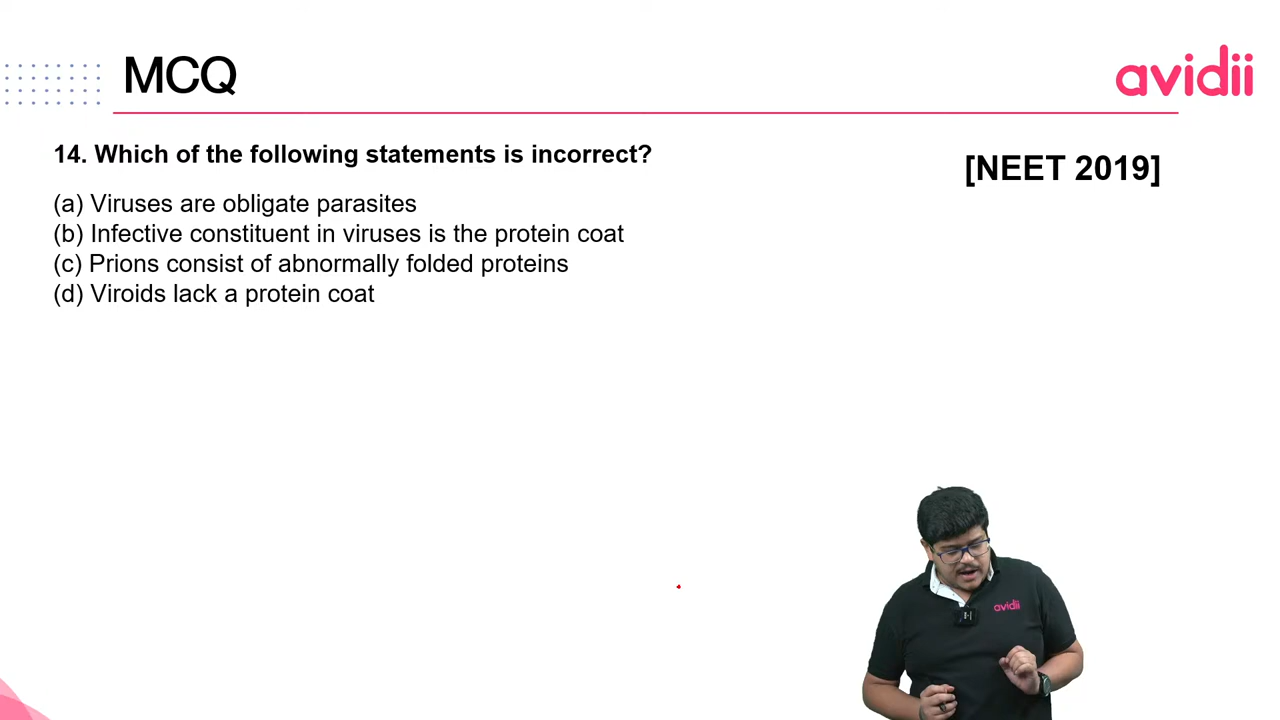 MCQ
avidii
14. Which of the following statements is incorrect?
[NEET 2019]
(a) Viruses are obligate parasites
(b) Infective constituent in viruses is the protein coat
(c) Prions consist of abnormally folded proteins
(d) Viroids lack a protein coat
avidii